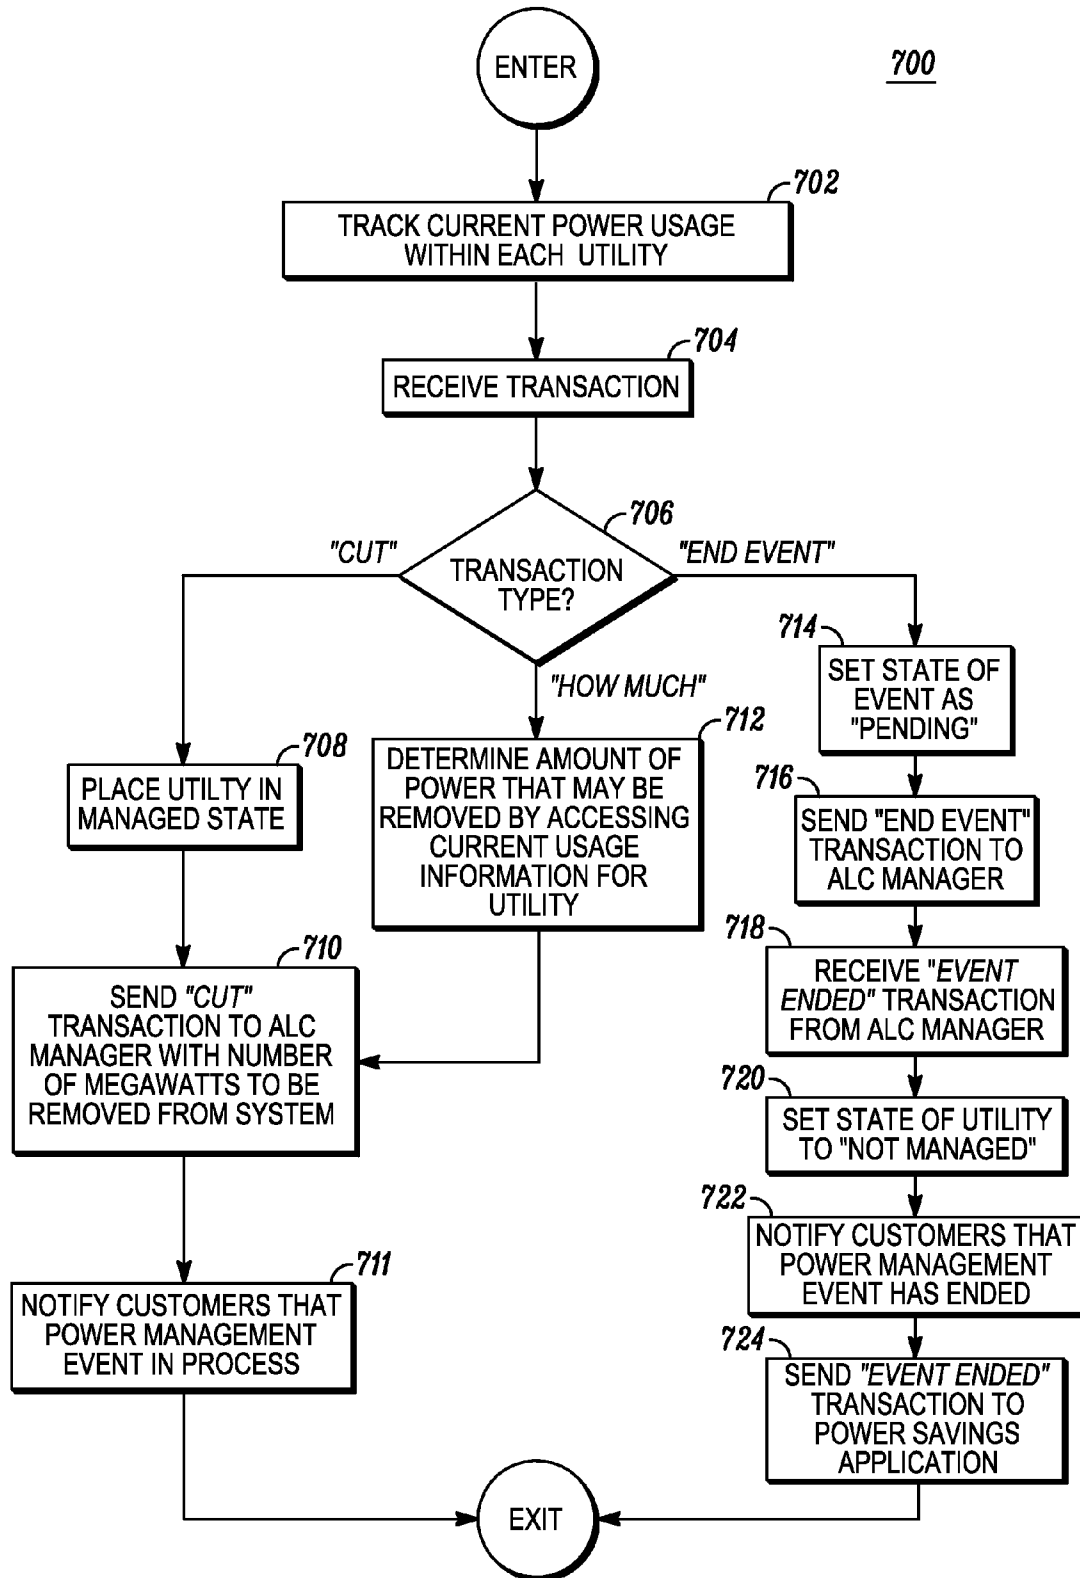 ENTER
700
702
TRACK CURRENT POWER USAGE
WITHIN EACH UTILITY
704
RECEIVE TRANSACTION
706
"CUT"
"END EVENT"
TRANSACTION
TYPE?
"HOW MUCH"
708
PLACE UTILTY IN
MANAGED STATE
712
DETERMINE AMOUNT OF
POWER THAT MAY BE
REMOVED BY ACCESSING
CURRENT USAGE
INFORMATION FOR
UTILITY
710
SEND "CUT"
TRANSACTION TO ALC
MANAGER WITH NUMBER
OF MEGAWATTS TO BE
REMOVED FROM SYSTEM
711
NOTIFY CUSTOMERS THAT
POWER MANAGEMENT
EVENT IN PROCESS
714
SET STATE OF
EVENT AS
"PENDING"
716
SEND "END EVENT"
TRANSACTION TO
ALC MANAGER
718
RECEIVE "EVENT
ENDED" TRANSACTION
FROM ALC MANAGER
720
SET STATE OF UTILITY
TO "NOT MANAGED"
722
NOTIFY CUSTOMERS THAT
POWER MANAGEMENT
EVENT HAS ENDED
724
SEND "EVENT ENDED"
TRANSACTION TO
POWER SAVINGS
APPLICATION
EXIT